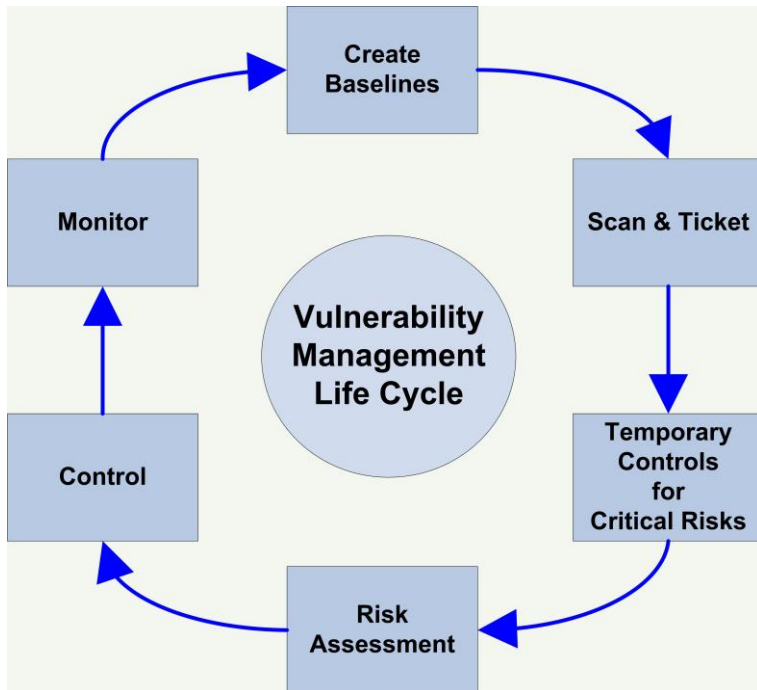 Create
Baselines
Scan & Ticket
Temporary
Controls
for
Critical Risks
Risk
Assessment
Control
Monitor
Vulnerability
Management
Life Cycle